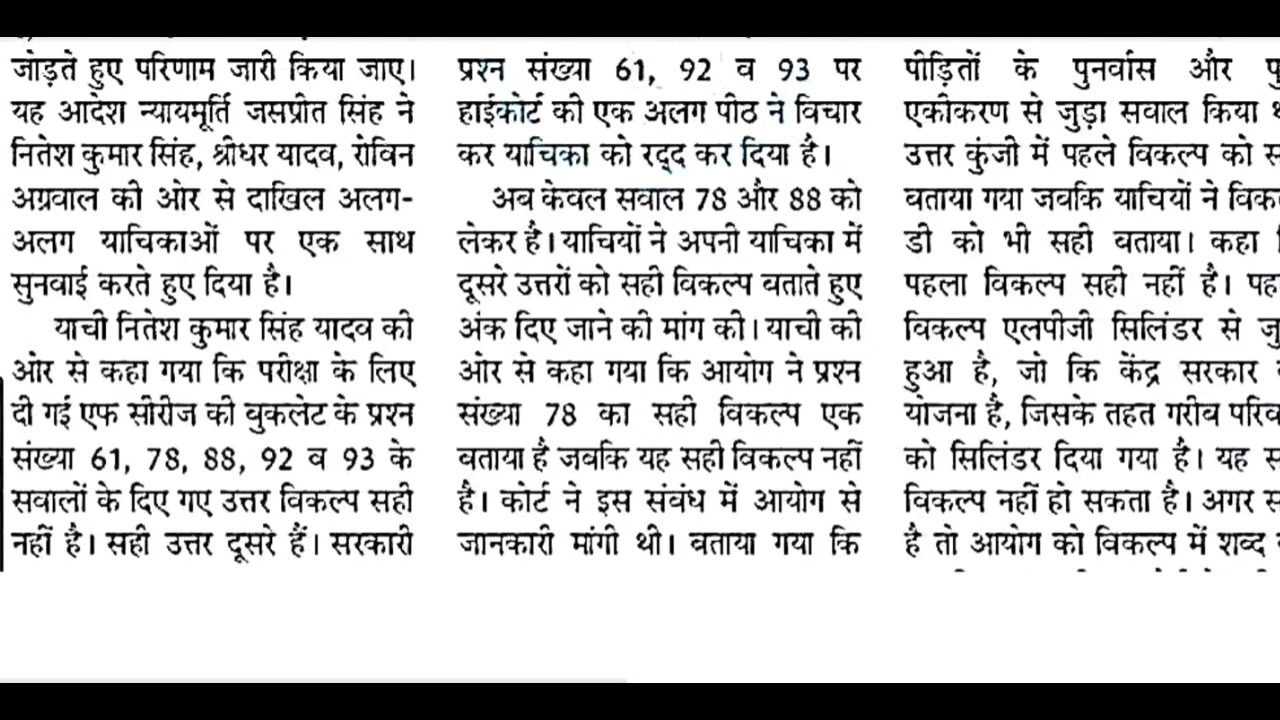 जोड़ते हुए परिणाम जारी किया जाए।
यह आदेश न्यायमूर्ति जसप्रीत सिंह ने
नितेश कुमार सिंह, श्रीधर यादव, रोविन
अग्रवाल की ओर से दाखिल अलग-
अलग याचिकाओं पर एक साथ
सुनवाई करते हुए दिया है।
याची नितेश कुमार सिंह यादव की
ओर से कहा गया कि परीक्षा के लिए
दी गई एफ सीरीज की बुकलेट के प्रश्न
संख्या 61, 78, 88, 92 व 93 के
सवालों के दिए गए उत्तर विकल्प सही
नहीं है। सही उत्तर दूसरे हैं। सरकारी
प्रश्न संख्या 61, 92 व 93 पर
हाईकोर्ट की एक अलग पीठ ने विचार
कर याचिका को रद्द कर दिया है।
अब केवल सवाल 78 और 88 को
लेकर है। याचियों ने अपनी याचिका में
दूसरे उत्तरों को सही विकल्प बताते हुए
अंक दिए जाने की मांग की। याची की
ओर से कहा गया कि आयोग ने प्रश्न
संख्या 78 का सही विकल्प एक
बताया है जबकि यह सही विकल्प नहीं
है। कोर्ट ने इस संबंध में आयोग से
जानकारी मांगी थी। बताया गया कि
पीड़ितों के पुनर्वास और
एकीकरण से जुड़ा सवाल किया
उत्तर कुंजी में पहले विकल्प को
बताया गया जबकि याचियों ने
डी को भी सही बताया। कहा
पहला विकल्प सही नहीं है।
विकल्प एलपीजी सिलिंडर से
हुआ है, जो कि केंद्र सरकार
योजना है, जिसके तहत गरीब
को सिलिंडर दिया गया है। यह
विकल्प नहीं हो सकता है। अगर
है तो आयोग को विकल्प में शब्द